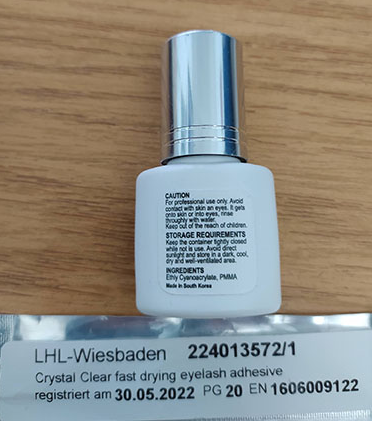 CAUTION
For professional use only. Avoid
contact with skin an eyes. It gets
onto skin or into eyes, rinse
throughly with water.
Keep out of the reach of children.
STORAGE REQUIREMENTS
Keep the container tightly closed
while not is use. Avoid direct
sunlight and store in a dark, cool,
dry and well-ventilated area.
INGREDIENTS
Ethly Cyanoacrylate, PMMA
Made in South Korea
LHL-Wiesbaden 224013572/1
Crystal Clear fast drying eyelash adhesive
registriert am 30.05.2022 PG 20 EN 1606009122